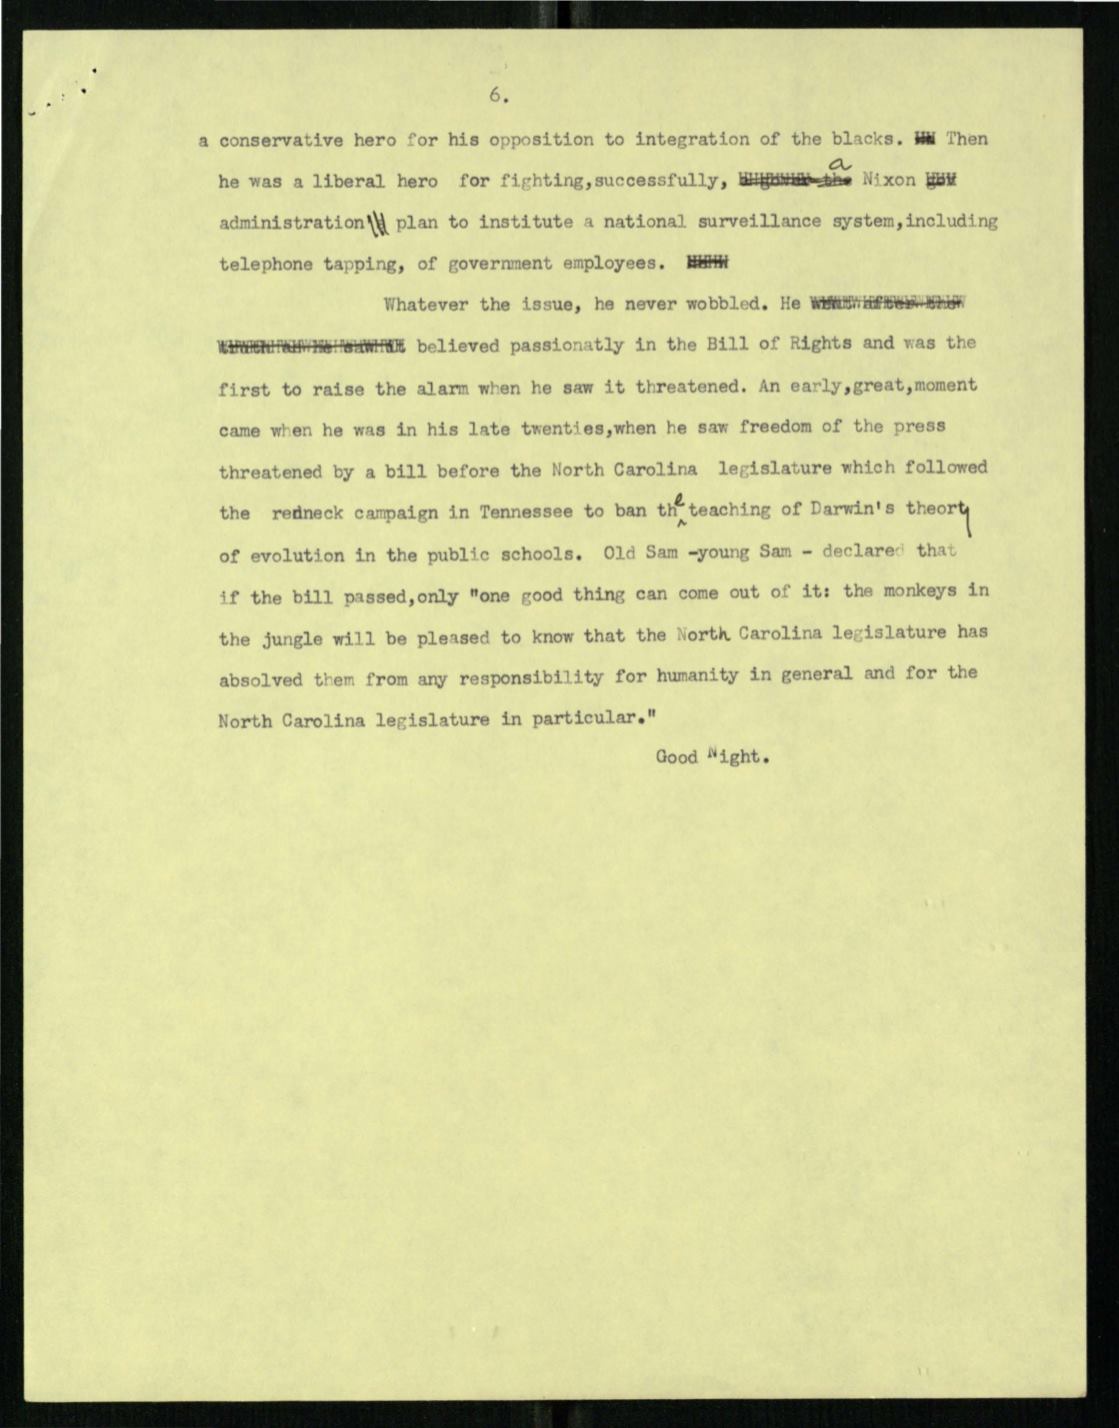 6.
a conservative hero for his opposition to integration of the blacks. Then
he was a liberal hero for fighting,successfully, a Nixon
administration plan to institute a national surveillance system,including
telephone tapping, of government employees.
Whatever the issue, he never wobbled. He
believed passionatly in the Bill of Rights and was the
first to raise the alarm when he saw it threatened. An early,great,moment
came when he was in his late twenties,when he saw freedom of the press
threatened by a bill before the North Carolina legislature which followed
the redneck campaign in Tennessee to ban the teaching of Darwin's theory
of evolution in the public schools. Old Sam -young Sam - declared that
if the bill passed,only "one good thing can come out of it: the monkeys in
the jungle will be pleased to know that the North Carolina legislature has
absolved them from any responsibility for humanity in general and for the
North Carolina legislature in particular."
Good Night.